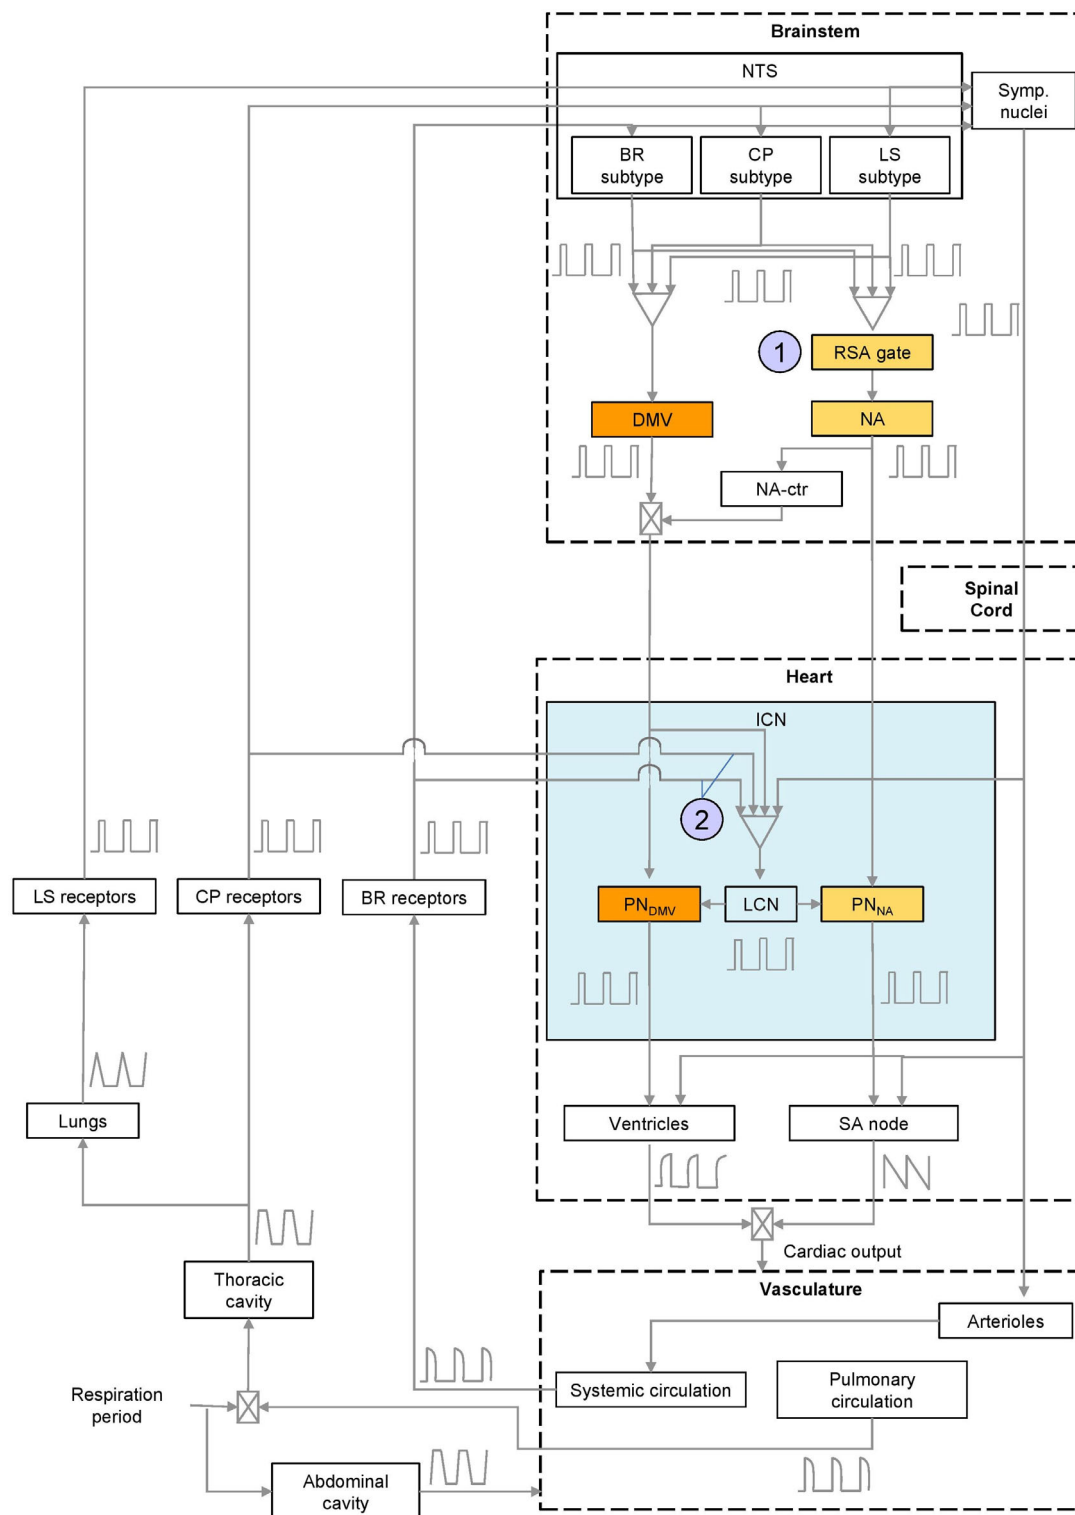 Brainstem
NTS
Symp.
nuclei
BR
subtype
CP
subtype
LS
subtype
1
RSA gate
DMV
NA
NA-ctr
Spinal
Cord
Heart
ICN
2
LS receptors
CP receptors
BR receptors
PN_DMV
LCN
PN_NA
Lungs
Ventricles
SA node
Cardiac output
Thoracic
cavity
Vasculature
Arterioles
Respiration
period
Systemic circulation
Pulmonary
circulation
Abdominal
cavity